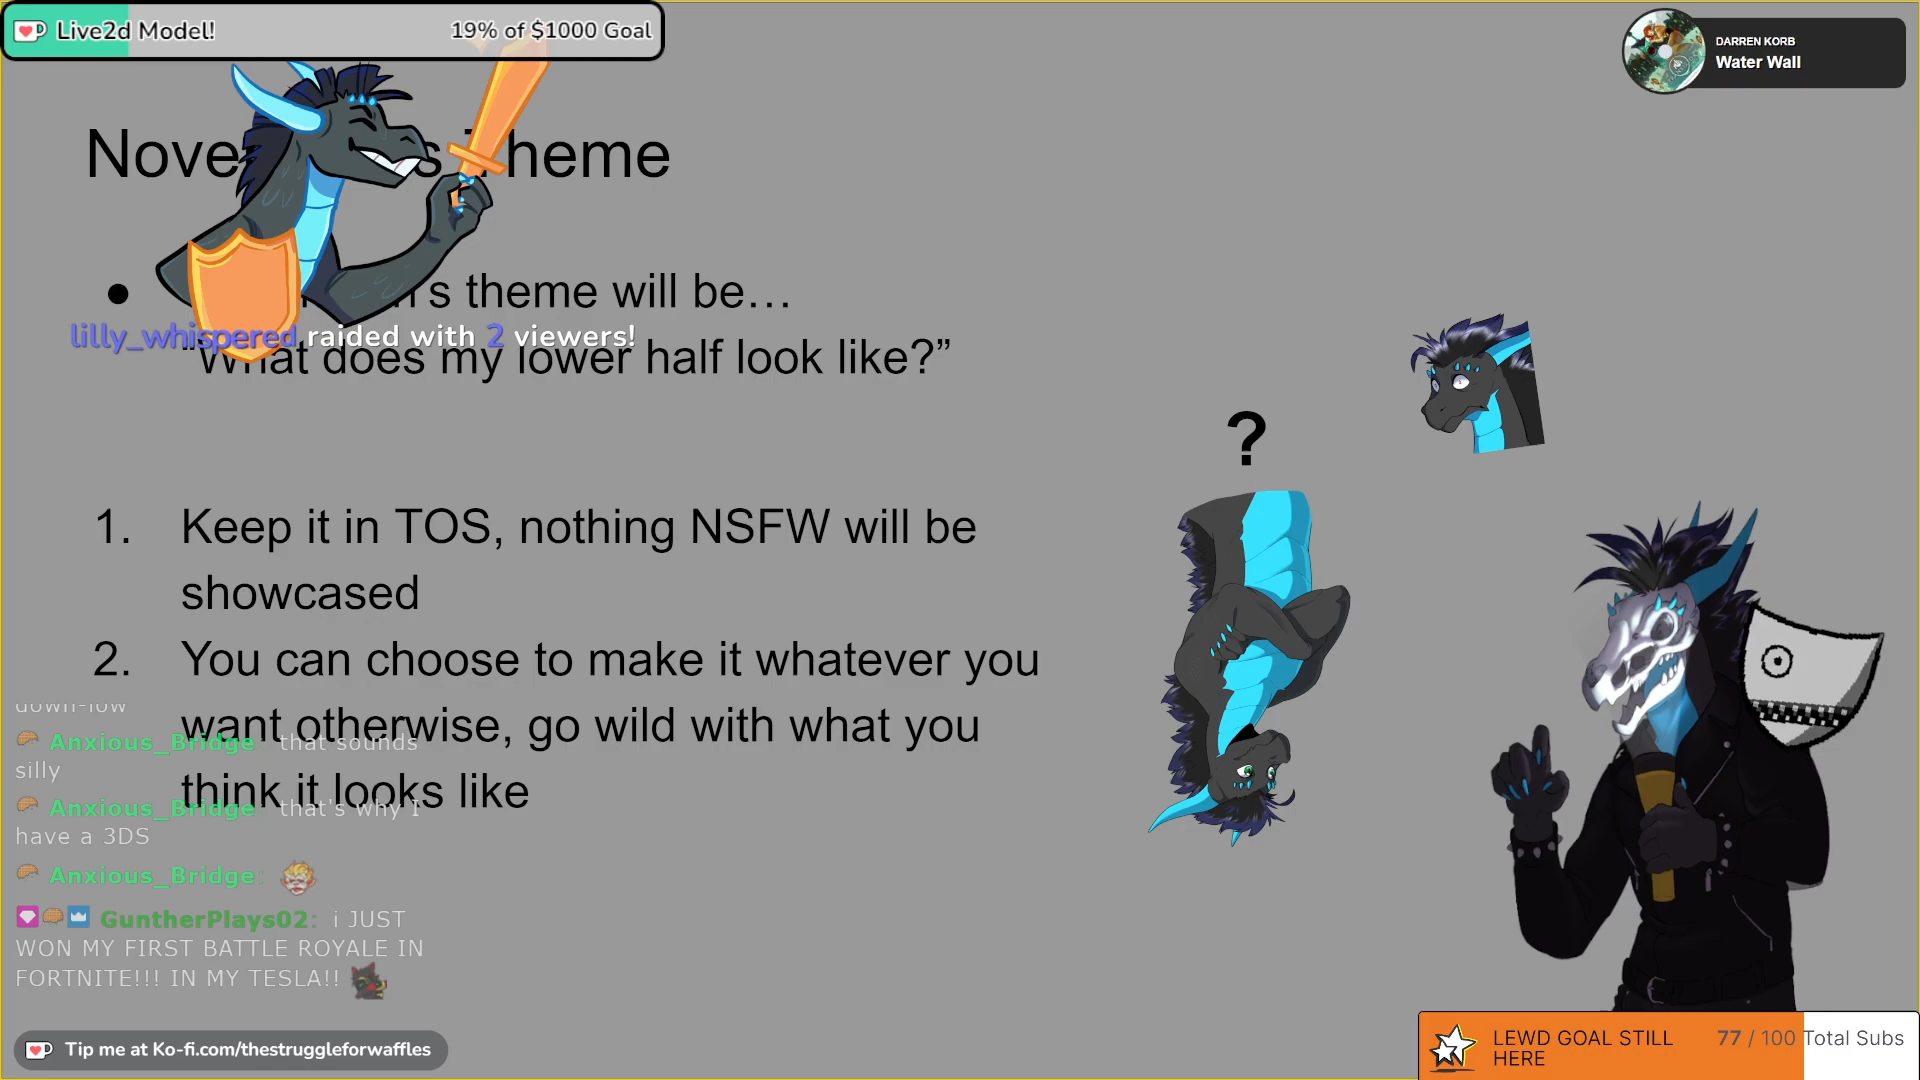 Live2d Model!
19% of $1000 Goal
DARREN KORB
Water Wall
Nove s Theme
● 's theme will be…
lilly_whispered raided with 2 viewers!
“What does my lower half look like?”
?
1. Keep it in TOS, nothing NSFW will be
showcased
2. You can choose to make it whatever you
want otherwise, go wild with what you
think it looks like
down-low
Anxious_Bridge: that sounds
silly
Anxious_Bridge: that's why I
have a 3DS
Anxious_Bridge:
GuntherPlays02: i JUST
WON MY FIRST BATTLE ROYALE IN
FORTNITE!!! IN MY TESLA!!
Tip me at Ko-fi.com/thestruggleforwaffles
LEWD GOAL STILL
HERE
77 / 100 Total Subs